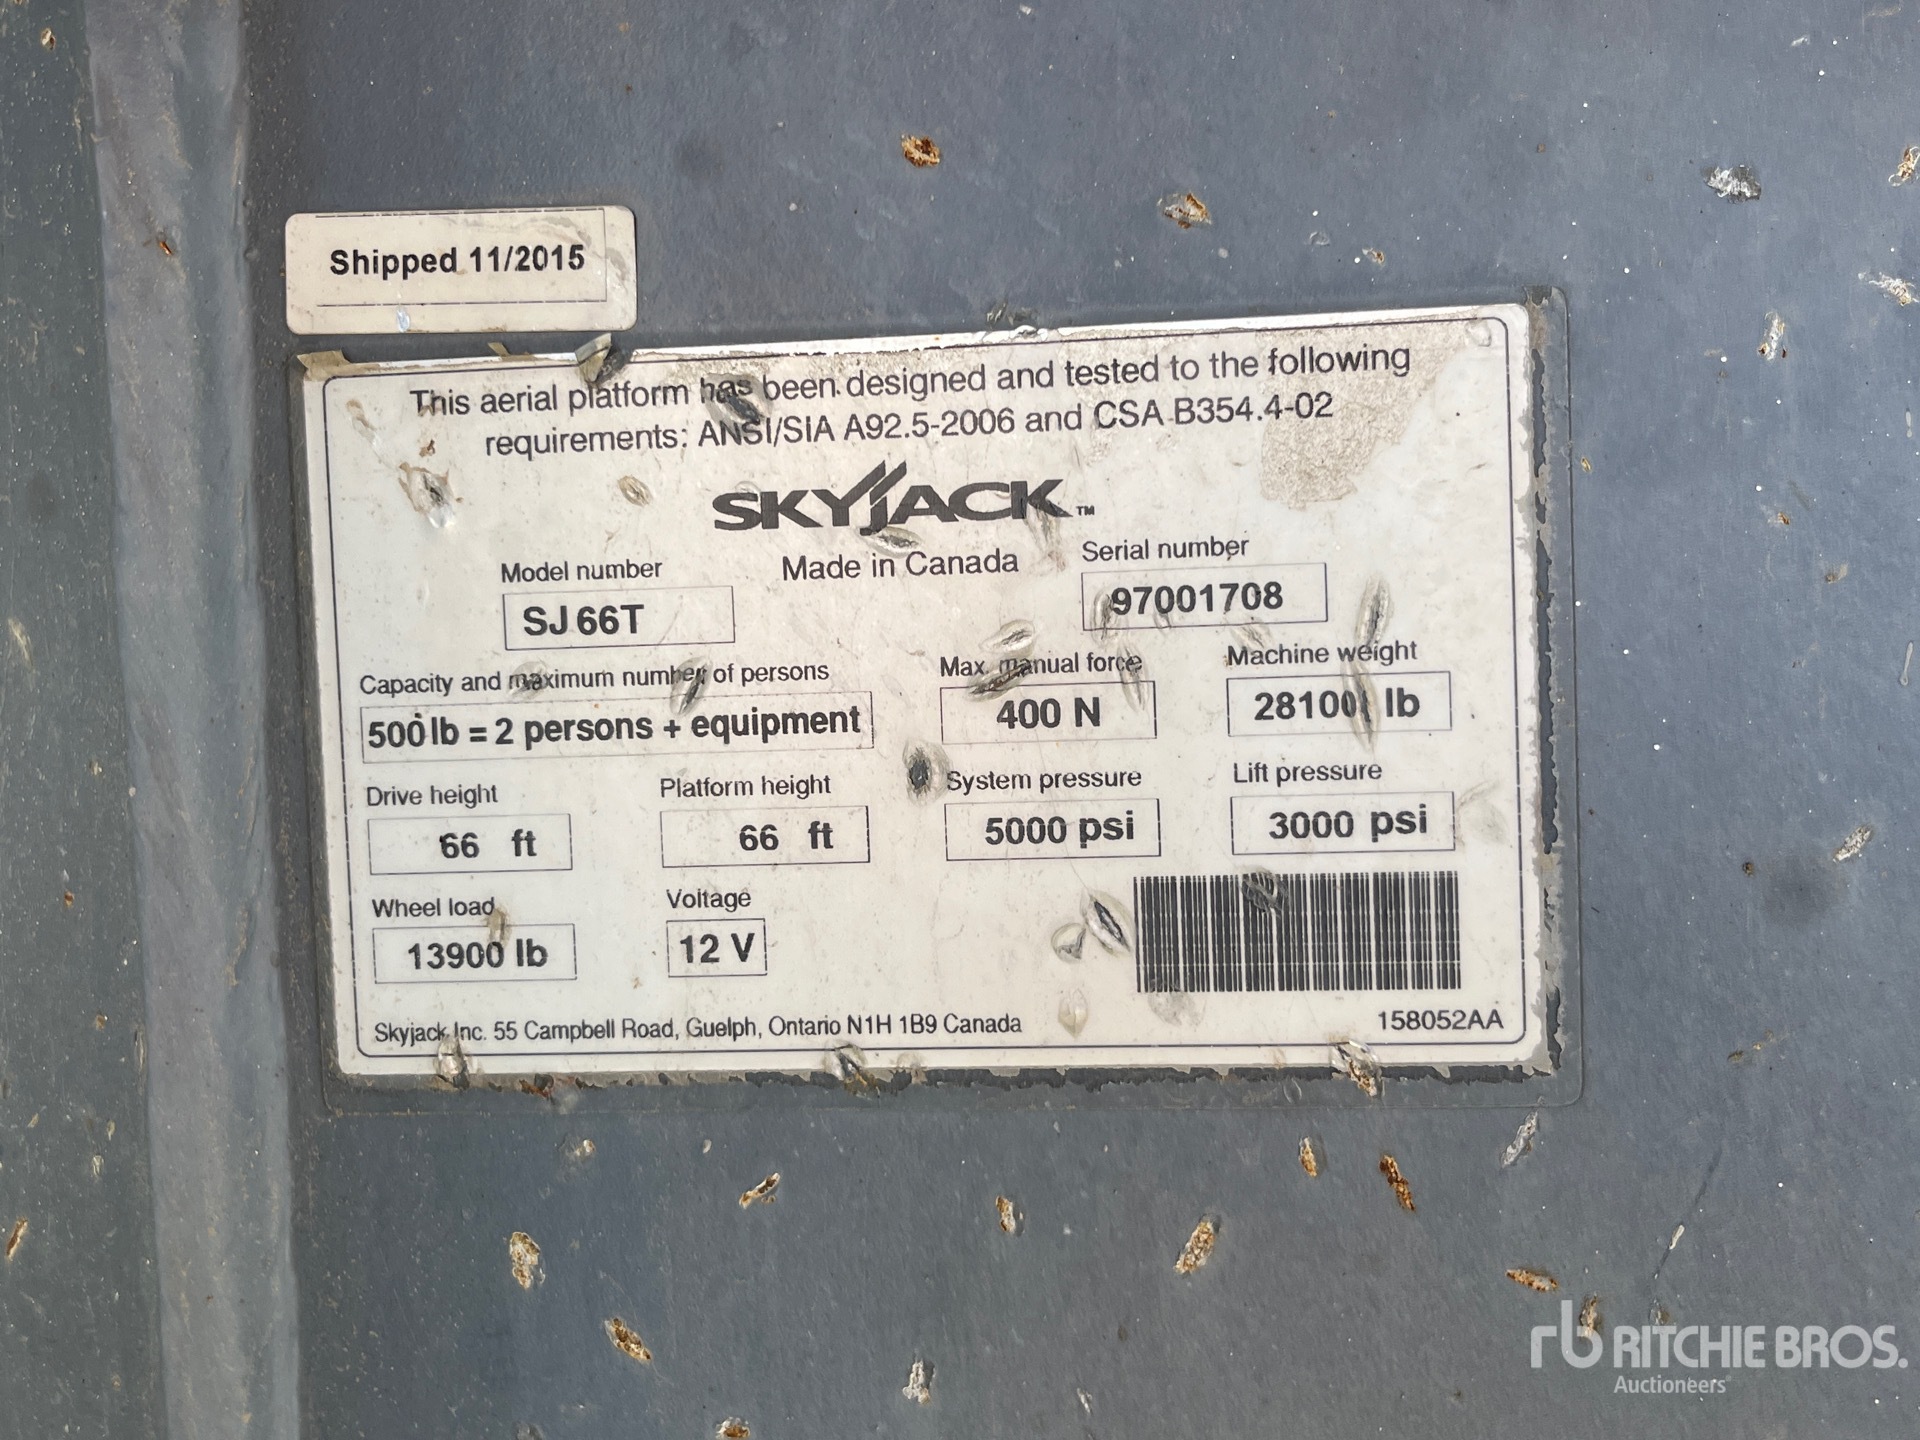 Shipped 11/2015
This aerial platform has been designed and tested to the following
requirements: ANSI/SIA A92.5-2006 and CSA B354.4-02
SKYJACK™
Made in Canada
Model number
SJ 66T
Serial number
97001708
Capacity and maximum number of persons
500 lb = 2 persons + equipment
Max. manual force
400 N
Machine weight
28100 lb
Drive height
66 ft
Platform height
66 ft
System pressure
5000 psi
Lift pressure
3000 psi
Wheel load
13900 lb
Voltage
12 V
Skyjack Inc. 55 Campbell Road, Guelph, Ontario N1H 1B9 Canada
158052AA
rb RITCHIE BROS.
Auctioneers